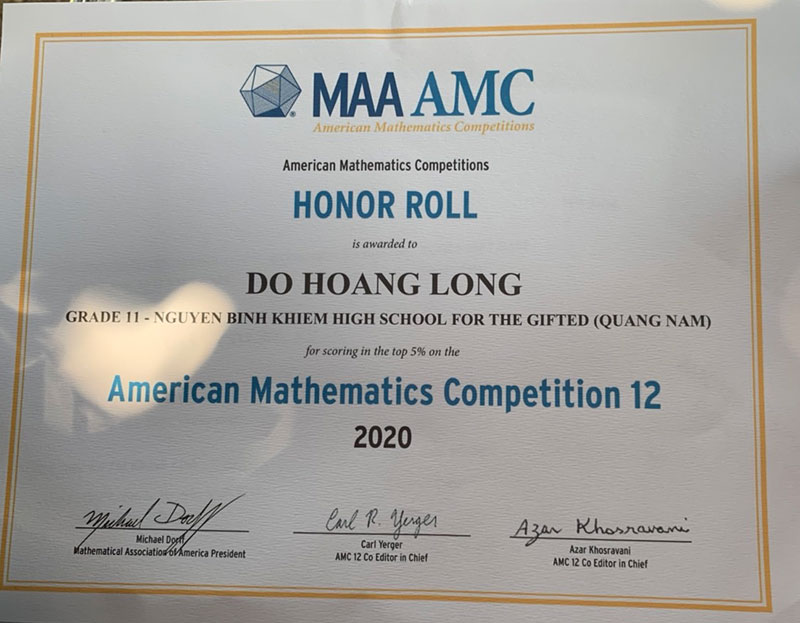 MAA AMC
American Mathematics Competitions
American Mathematics Competitions
HONOR ROLL
is awarded to
DO HOANG LONG
GRADE 11 - NGUYEN BINH KHIEM HIGH SCHOOL FOR THE GIFTED (QUANG NAM)
for scoring in the top 5% on the
American Mathematics Competition 12
2020
Michael Dorff
Michael Dorff
Mathematical Association of America President
Carl R. Yerger
Carl Yerger
AMC 12 Co Editor in Chief
Azar Khosravani
Azar Khosravani
AMC 12 Co Editor in Chief